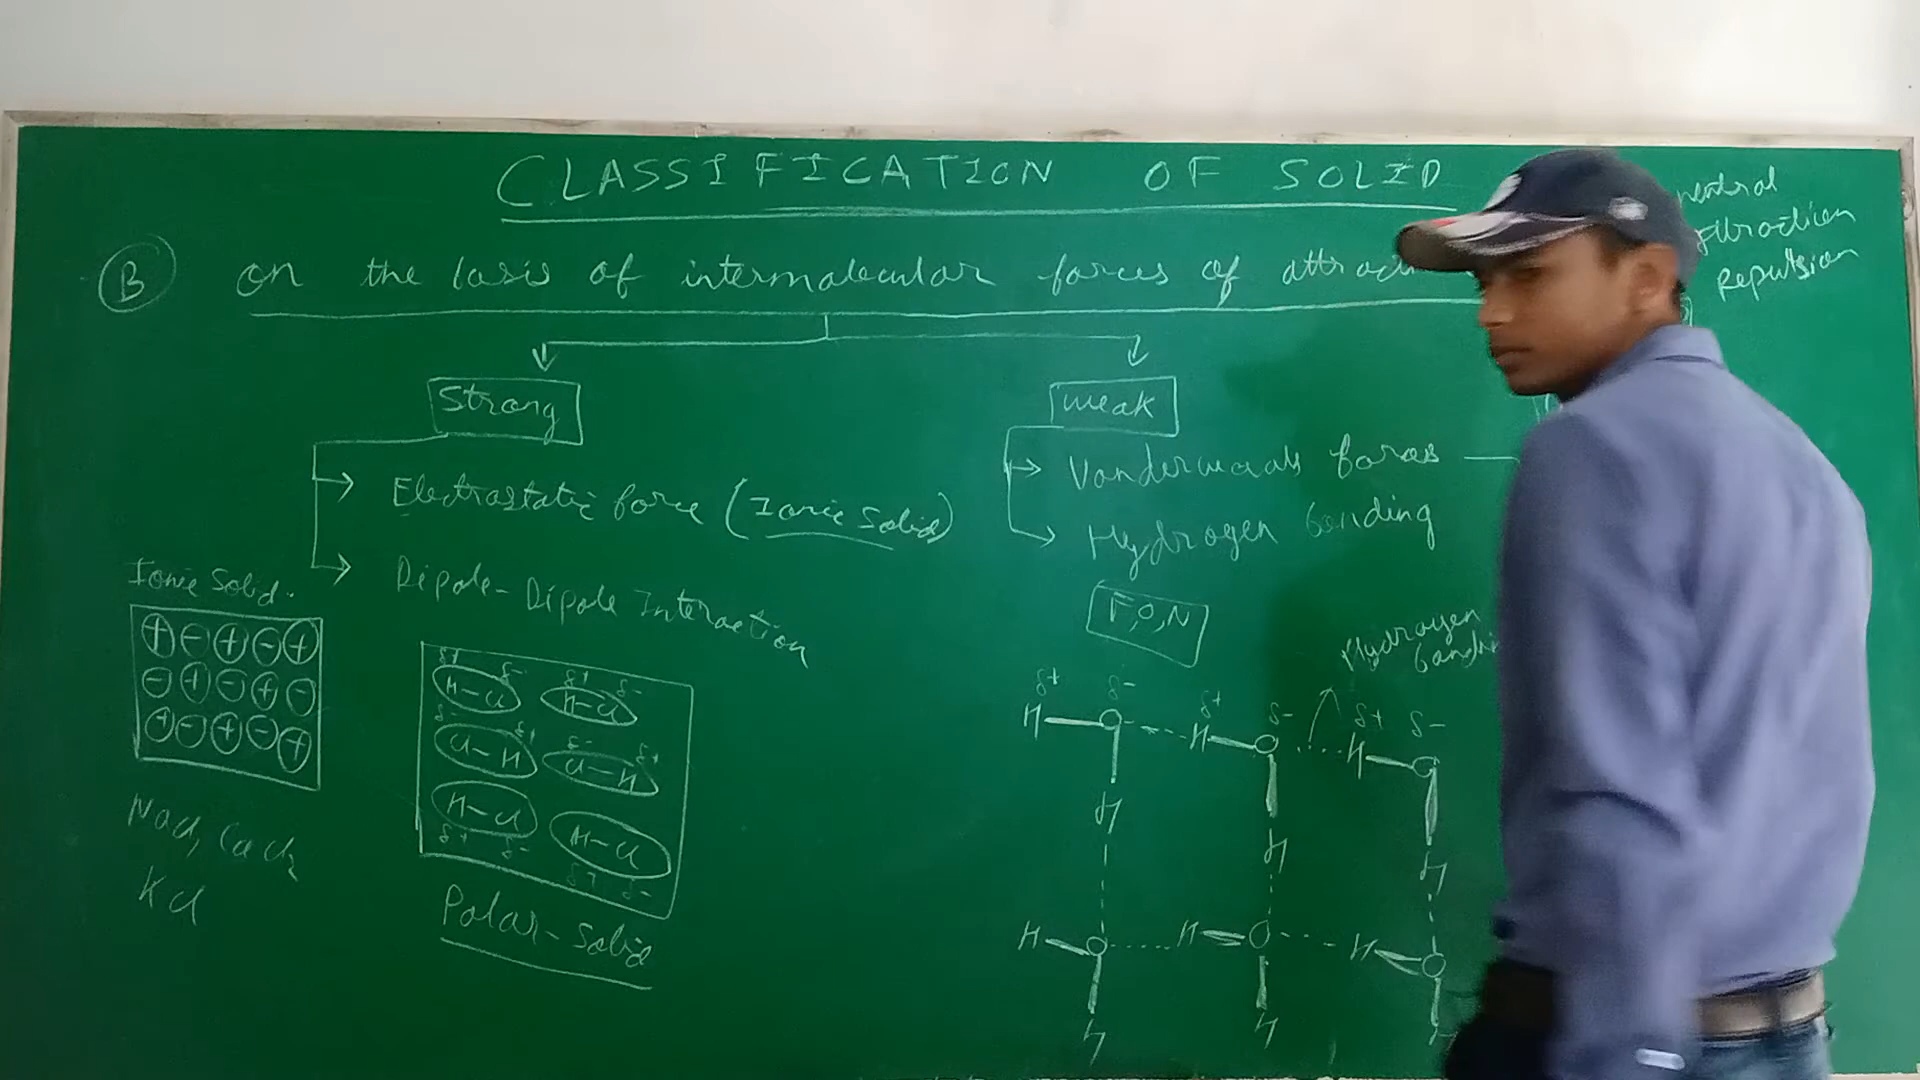 CLASSIFICATION OF SOLID
neutral
attraction
repulsion
B on the basis of intermolecular forces of
Strong
weak
Electrostatic force (Ionic Solid)
Dipole-Dipole Interaction
Vanderwaals forces
Hydrogen bonding
F,O,N
Ionic Solid.
+ - + - +
- + - + -
+ - + - +
NaCl, CaCl2
KCl
δ+ δ- δ+ δ-
H-Cl H-Cl
δ- δ+ δ- δ+
Cl-H Cl-H
H-Cl H-Cl
δ+ δ- δ+ δ-
Polar-Solid
Hydrogen
δ+ δ- δ+ δ- δ+ δ-
H O H O H O
H H H
H O H O H O
H H